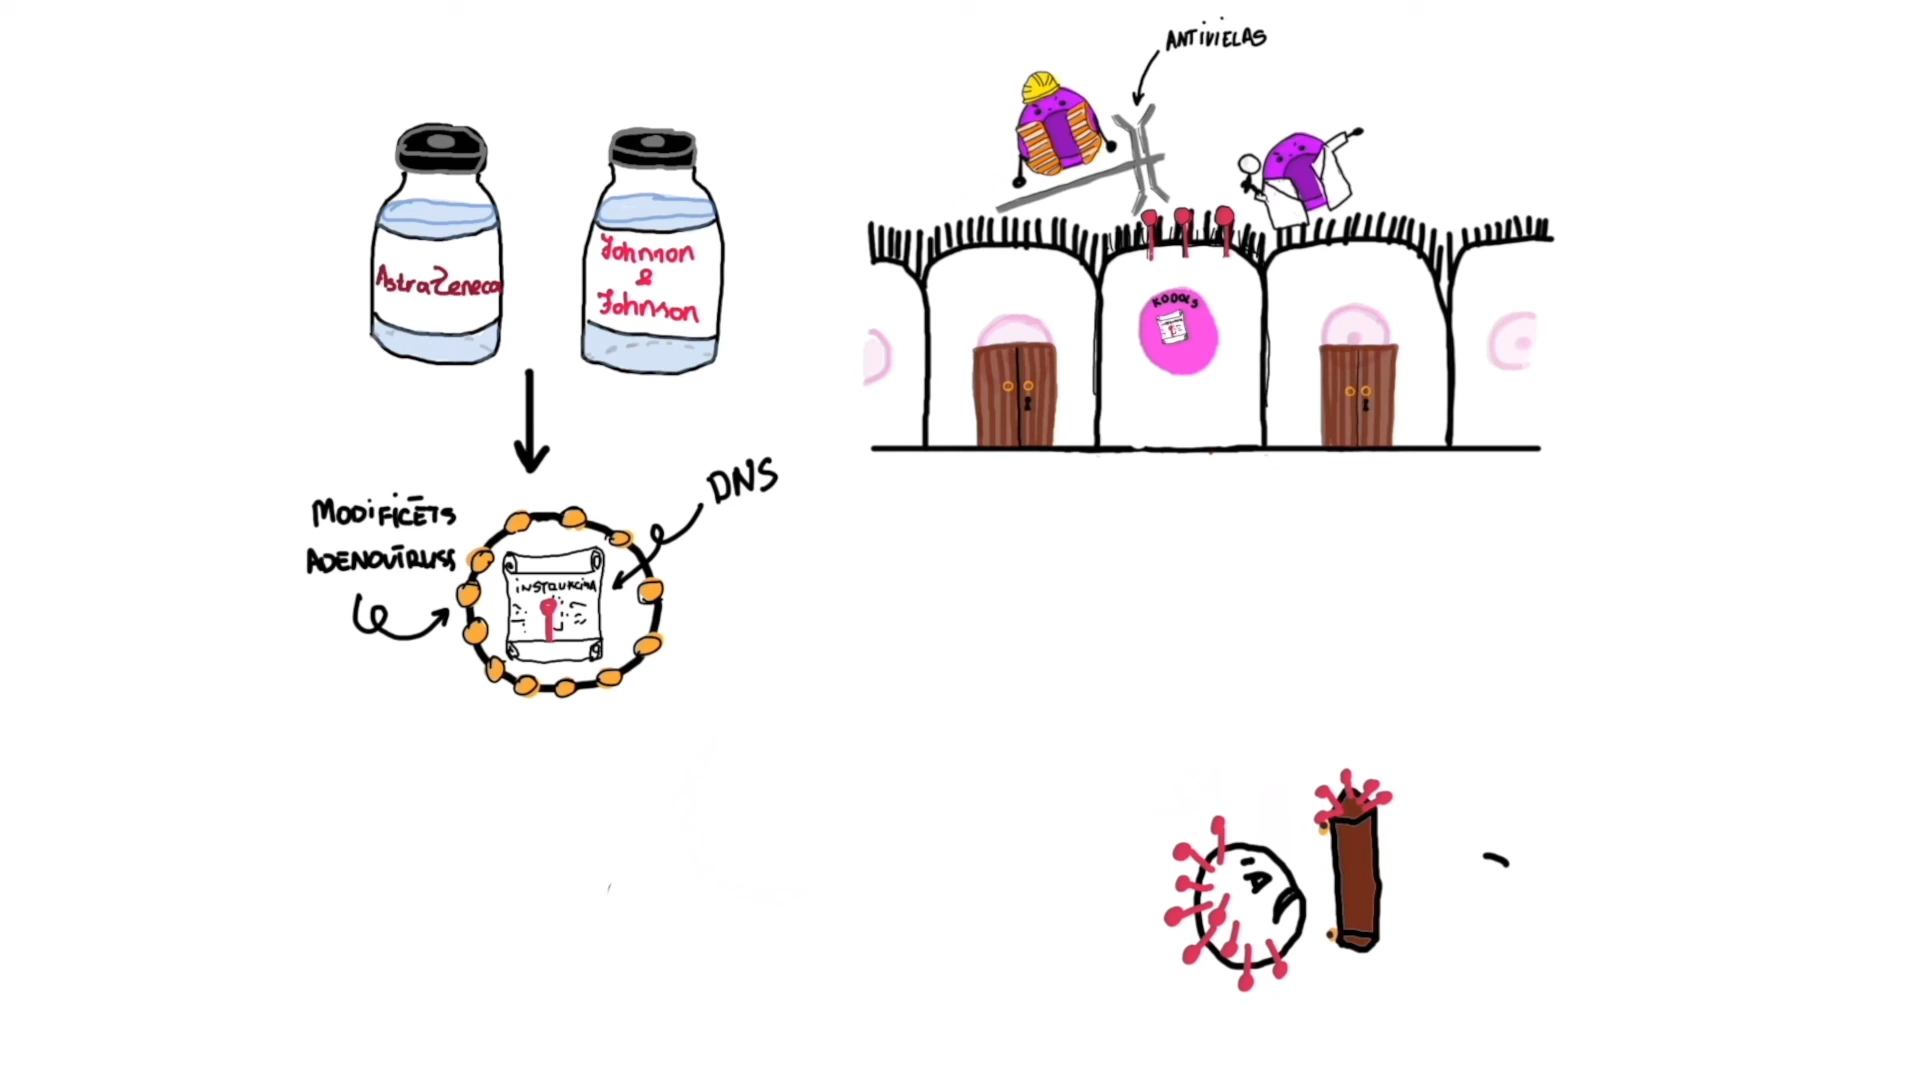 AstraZeneca
Johnson
&
Johnson
DNS
MODIFICĒTS
ADENOVĪRUSS
INSTRUKCIJA
ANTIVIELAS
KODOLS